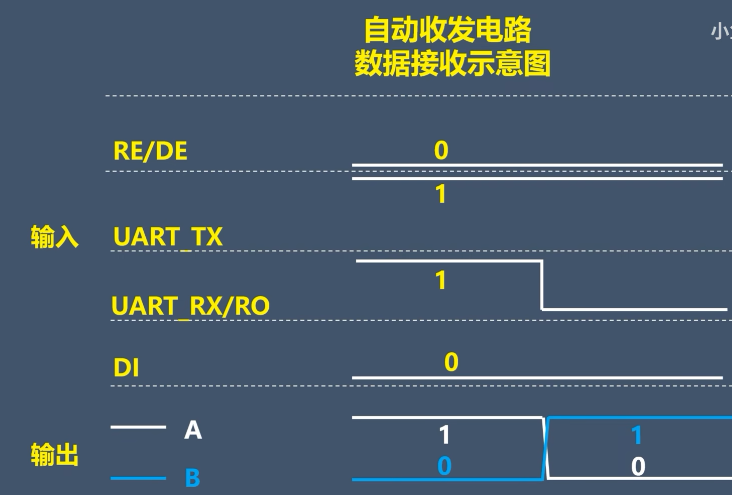 自动收发电路
数据接收示意图
小
RE/DE 0
1
输入 UART_TX
1
UART_RX/RO
DI 0
A 1 1
输出
B 0 0